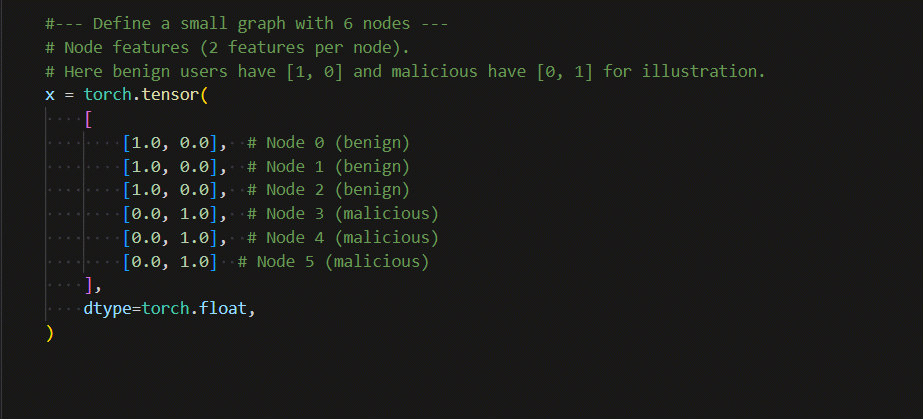 #--- Define a small graph with 6 nodes ---
# Node features (2 features per node).
# Here benign users have [1, 0] and malicious have [0, 1] for illustration.
x = torch.tensor(
    [
        [1.0, 0.0],  # Node 0 (benign)
        [1.0, 0.0],  # Node 1 (benign)
        [1.0, 0.0],  # Node 2 (benign)
        [0.0, 1.0],  # Node 3 (malicious)
        [0.0, 1.0],  # Node 4 (malicious)
        [0.0, 1.0]  # Node 5 (malicious)
    ],
    dtype=torch.float,
)